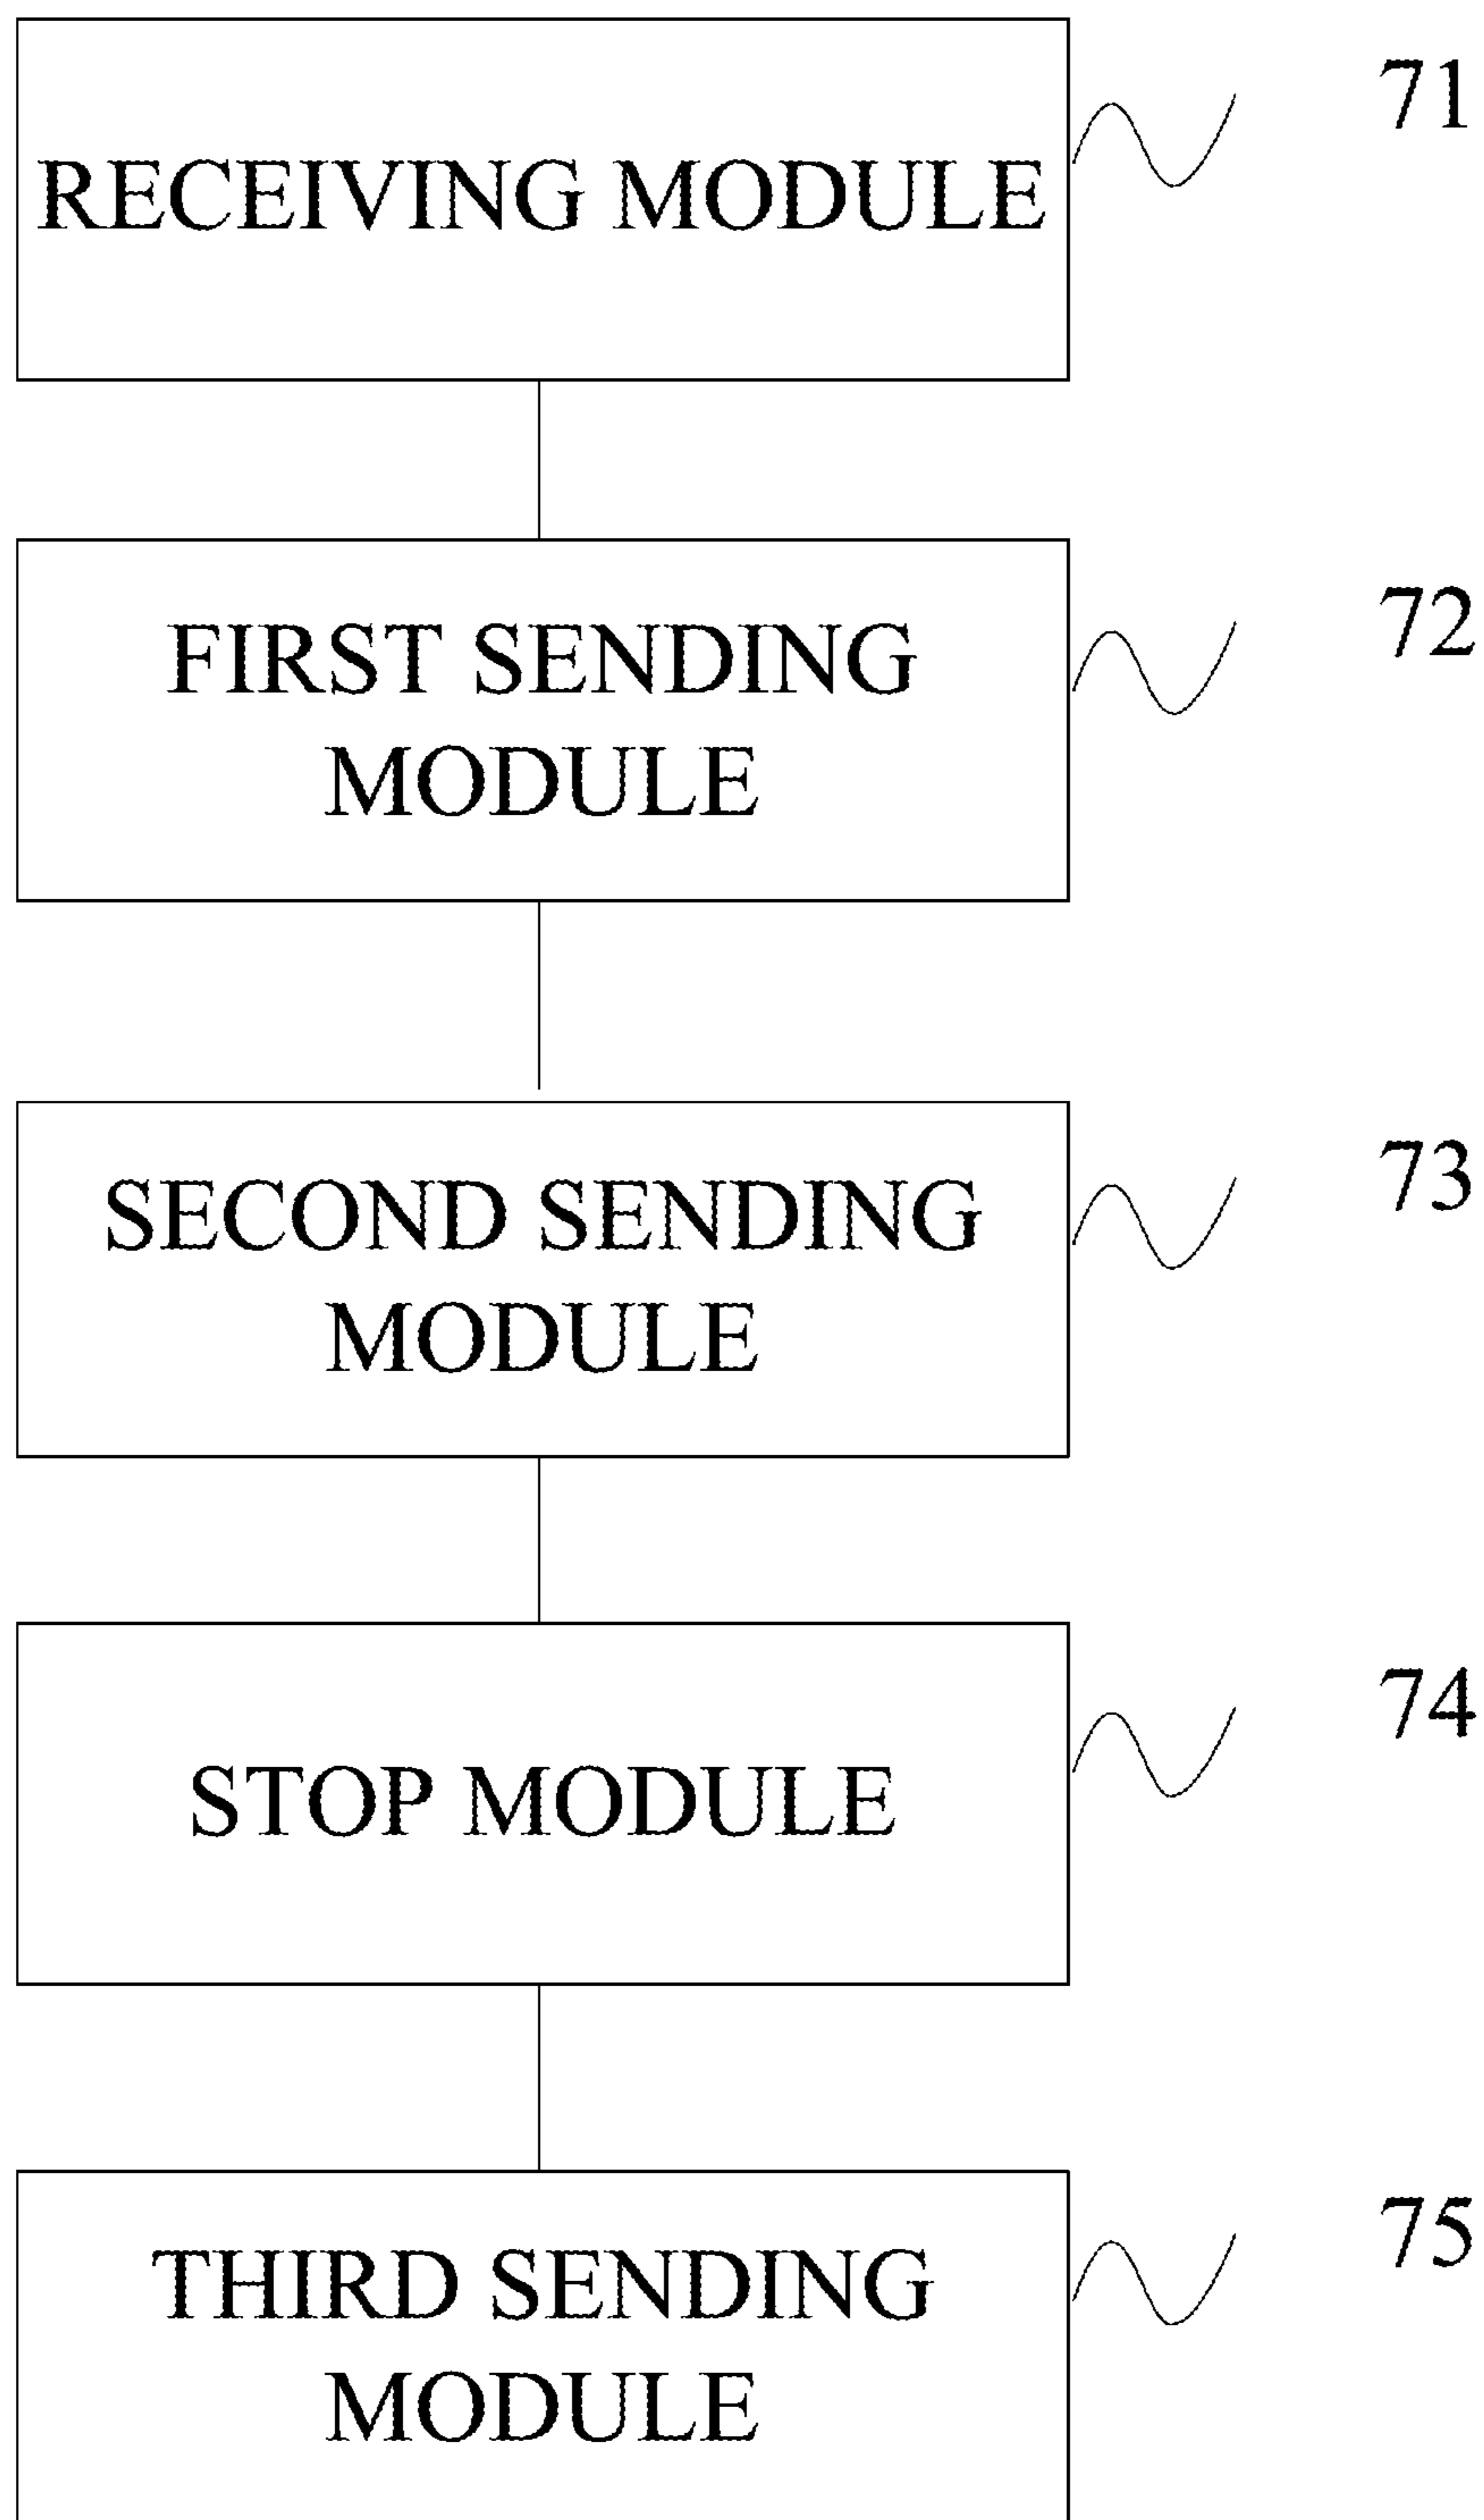 RECEIVING MODULE
71
FIRST SENDING
MODULE
72
SECOND SENDING
MODULE
73
STOP MODULE
74
THIRD SENDING
MODULE
75